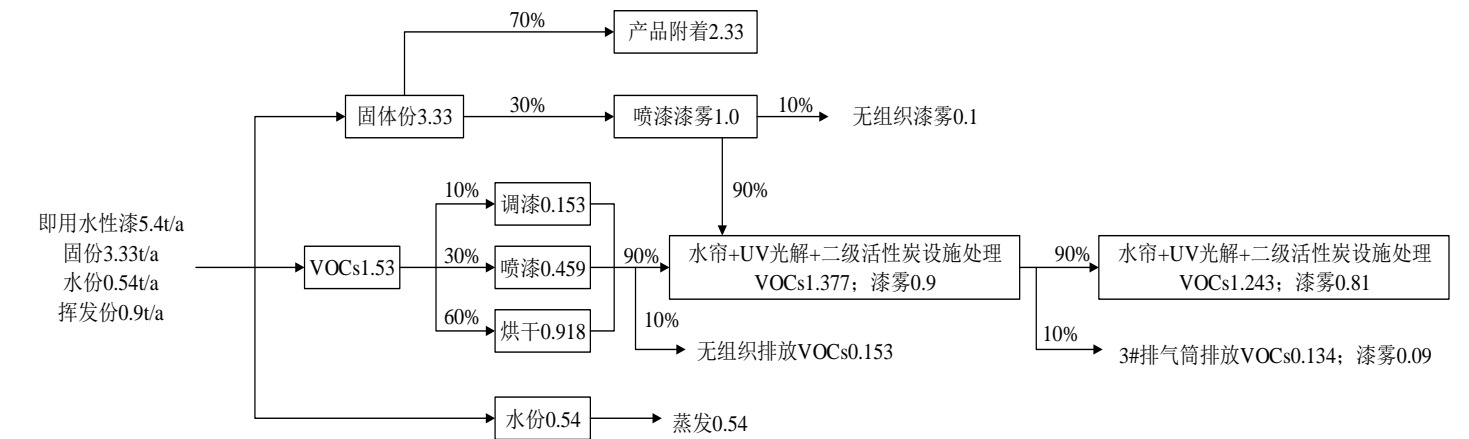 70%
产品附着2.33
固体份3.33
30%
喷漆漆雾1.0
10%
无组织漆雾0.1
90%
即用水性漆5.4t/a
固份3.33t/a
水份0.54t/a
挥发份0.9t/a
VOCs1.53
10%
调漆0.153
30%
喷漆0.459
60%
烘干0.918
90%
水帘+UV光解+二级活性炭设施处理
VOCs1.377；漆雾0.9
90%
水帘+UV光解+二级活性炭设施处理
VOCs1.243；漆雾0.81
10%
无组织排放VOCs0.153
10%
3#排气筒排放VOCs0.134；漆雾0.09
水份0.54
蒸发0.54